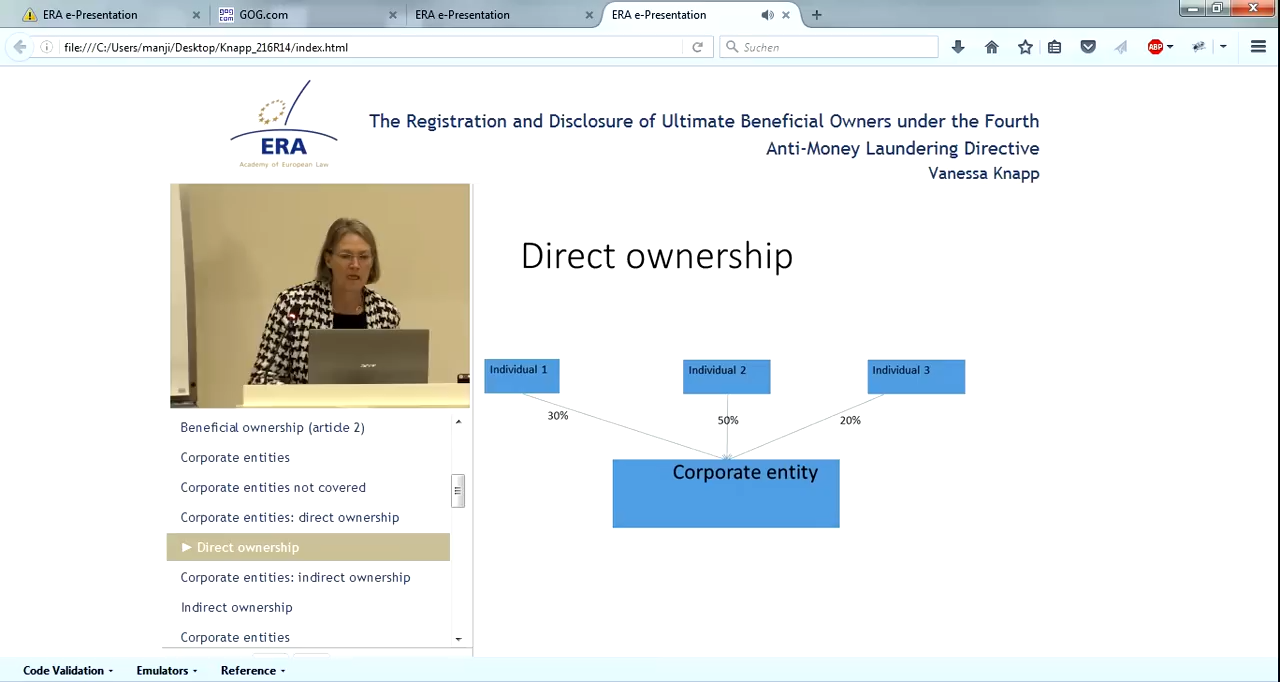 ERA e-Presentation
GOG.com
ERA e-Presentation
ERA e-Presentation
file:///C:/Users/manji/Desktop/Knapp_216R14/index.html
Suchen
ABP
ERA
Academy of European Law
The Registration and Disclosure of Ultimate Beneficial Owners under the Fourth
Anti-Money Laundering Directive
Vanessa Knapp
Direct ownership
Individual 1
Individual 2
Individual 3
30%
50%
20%
Corporate entity
Beneficial ownership (article 2)
Corporate entities
Corporate entities not covered
Corporate entities: direct ownership
► Direct ownership
Corporate entities: indirect ownership
Indirect ownership
Corporate entities
Code Validation
Emulators
Reference